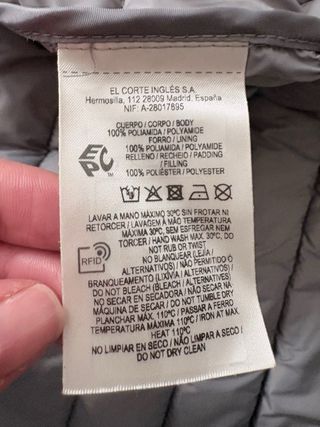 EL CORTE INGLÉS S.A.
Hermosilla, 112 28009 Madrid. España
NIF: A-28017895
CUERPO / CORPO / BODY
100% POLIAMIDA / POLYAMIDE
FORRO / LINING
100% POLIAMIDA / POLYAMIDE
RELLENO / RECHEIO / PADDING
/ FILLING
100% POLIÉSTER / POLYESTER
EPC
LAVAR A MANO MÁXIMO 30ºC SIN FROTAR NI
RETORCER / LAVAGEM À MÃO TEMPERATURA
MÁXIMA 30ºC, SEM ESFREGAR NEM
TORCER / HAND WASH MAX. 30ºC, DO
NOT RUB OR TWIST
RFID
NO BLANQUEAR (LEJÍA /
ALTERNATIVOS) / NÃO PERMITIDO O
BRANQUEAMENTO (LIXÍVIA / ALTERNATIVOS) /
DO NOT BLEACH (BLEACH / ALTERNATIVES)
NO SECAR EN SECADORA / NÃO SECAR NA
MÁQUINA DE SECAR / DO NOT TUMBLE DRY
PLANCHAR MAX. 110ºC / PASSAR A FERRO
TEMPERATURA MÁXIMA 110ºC / IRON AT MAX
HEAT 110ºC
NO LIMPIAR EN SECO / NÃO LIMPAR A SECO /
DO NOT DRY CLEAN